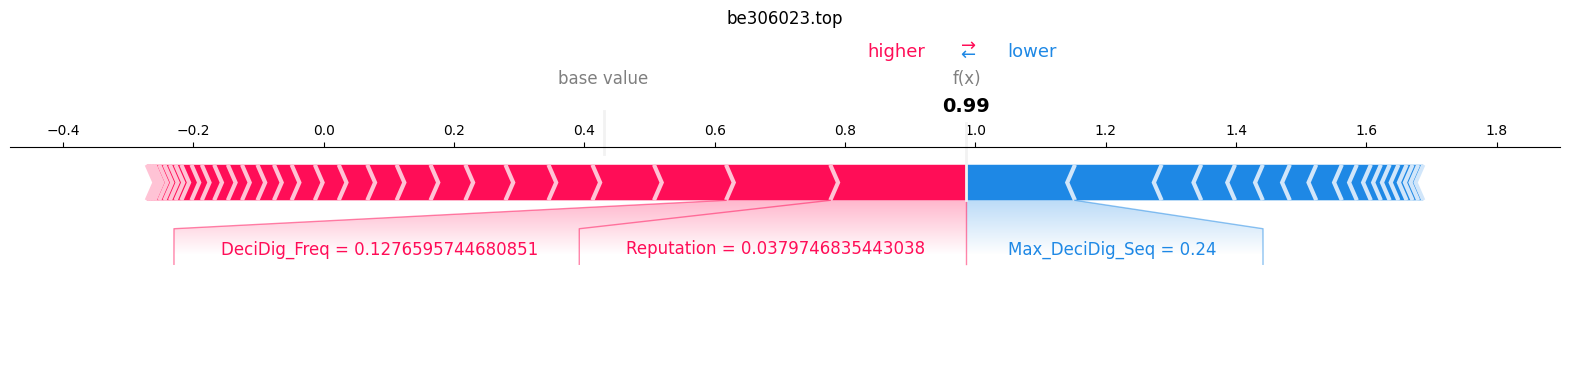 be306023.top
higher ⇄ lower
base value f(x)
0.99
−0.4 −0.2 0.0 0.2 0.4 0.6 0.8 1.0 1.2 1.4 1.6 1.8
DeciDig_Freq = 0.1276595744680851 Reputation = 0.0379746835443038 Max_DeciDig_Seq = 0.24